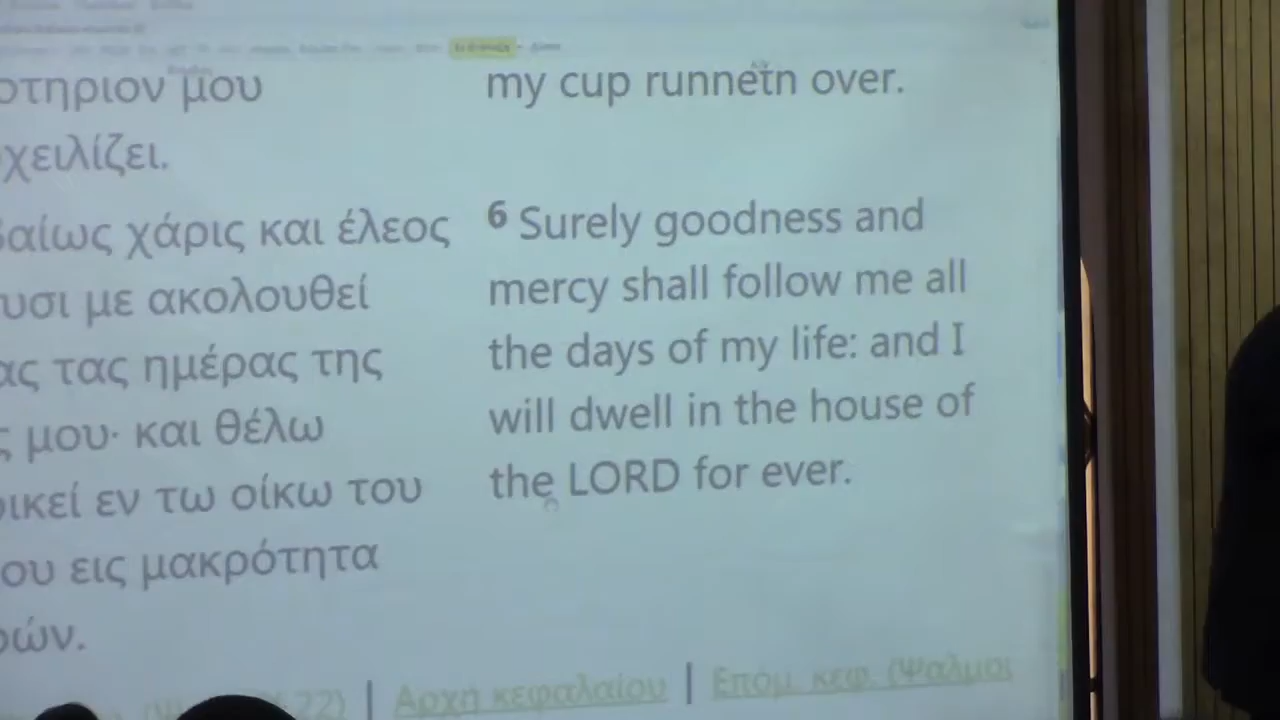 οτηριον μου
χειλίζει.
βαίως χάρις και έλεος
υσι με ακολουθεί
ας τας ημέρας της
ς μου· και θέλω
οικεί εν τω οίκω του
ου εις μακρότητα
ρών.
my cup runneth over.
6 Surely goodness and
mercy shall follow me all
the days of my life: and I
will dwell in the house of
the LORD for ever.
22) | Αρχή κεφαλαίου | Επόμ. κεφ. (Ψαλμοί